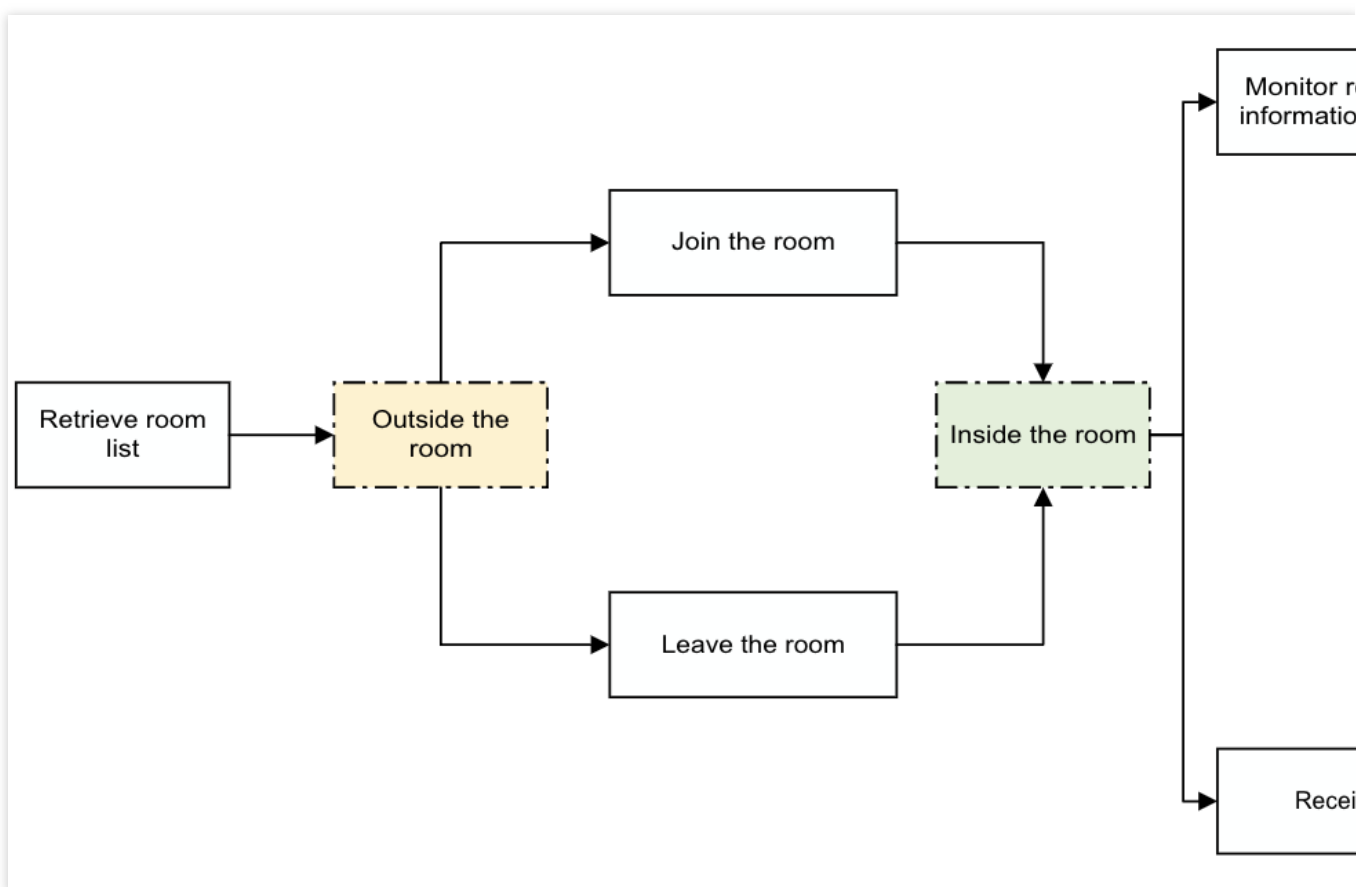 Monitor
informatio
Join the room
Retrieve room
list
Outside the
room
Inside the room
Leave the room
Recei